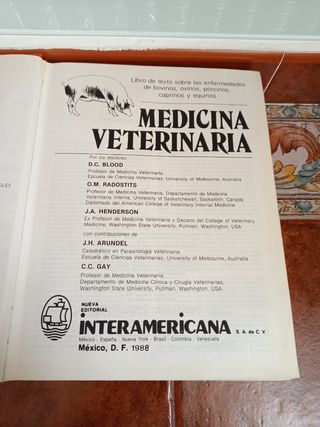 Libro de texto sobre las enfermedades
de bovinos, ovinos, porcinos,
caprinos y equinos
MEDICINA
VETERINARIA
Por los doctores
D.C. BLOOD
Profesor de Medicina Veterinaria,
Escuela de Ciencias Veterinarias, University of Melbourne, Australia
O.M. RADOSTITS
Profesor de Medicina Veterinaria, Departamento de Medicina
Veterinaria Interna, University of Saskatchewan, Saskatoon, Canadá
Diplomado del American College of Veterinary Internal Medicine.
J.A. HENDERSON
Ex Profesor de Medicina Veterinaria y Decano del College of Veterinary
Medicine, Washington State University, Pullman, Washington, USA
con contribuciones de
J.H. ARUNDEL
Catedrático en Parasitología Veterinaria,
Escuela de Ciencias Veterinarias, University of Melbourne, Australia.
C.C. GAY
Profesor de Medicina Veterinaria,
Departamento de Medicina Clínica y Cirugía Veterinarias,
Washington State University, Pullman, Washington, USA
NUEVA
EDITORIAL
INTERAMERICANA S. A. de C. V.
México - España - Nueva York - Brasil - Colombia - Venezuela
México, D. F. 1988